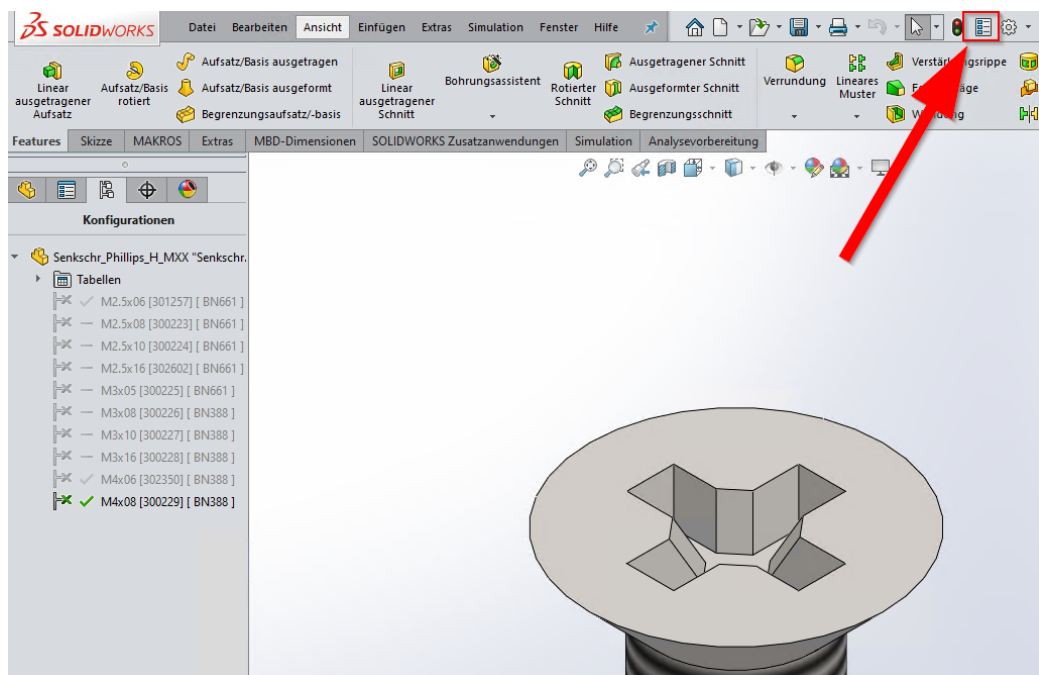 SOLIDWORKS
Datei Bearbeiten Ansicht Einfügen Extras Simulation Fenster Hilfe
Linear ausgetragener Aufsatz
Aufsatz/Basis rotiert
Aufsatz/Basis ausgetragen
Aufsatz/Basis ausgeformt
Begrenzungsaufsatz/-basis
Linear ausgetragener Schnitt
Bohrungsassistent
Rotierter Schnitt
Ausgetragener Schnitt
Ausgeformter Schnitt
Begrenzungsschnitt
Verrundung
Lineares Muster
Features Skizze MAKROS Extras MBD-Dimensionen SOLIDWORKS Zusatzanwendungen Simulation Analysevorbereitung
Konfigurationen
Senkschr_Phillips_H_MXX "Senkschr.
Tabellen
M2.5x06 [301257] [ BN661 ]
M2.5x08 [300223] [ BN661 ]
M2.5x10 [300224] [ BN661 ]
M2.5x16 [302602] [ BN661 ]
M3x05 [300225] [ BN661 ]
M3x08 [300226] [ BN388 ]
M3x10 [300227] [ BN388 ]
M3x16 [300228] [ BN388 ]
M4x06 [302350] [ BN388 ]
M4x08 [300229] [ BN388 ]